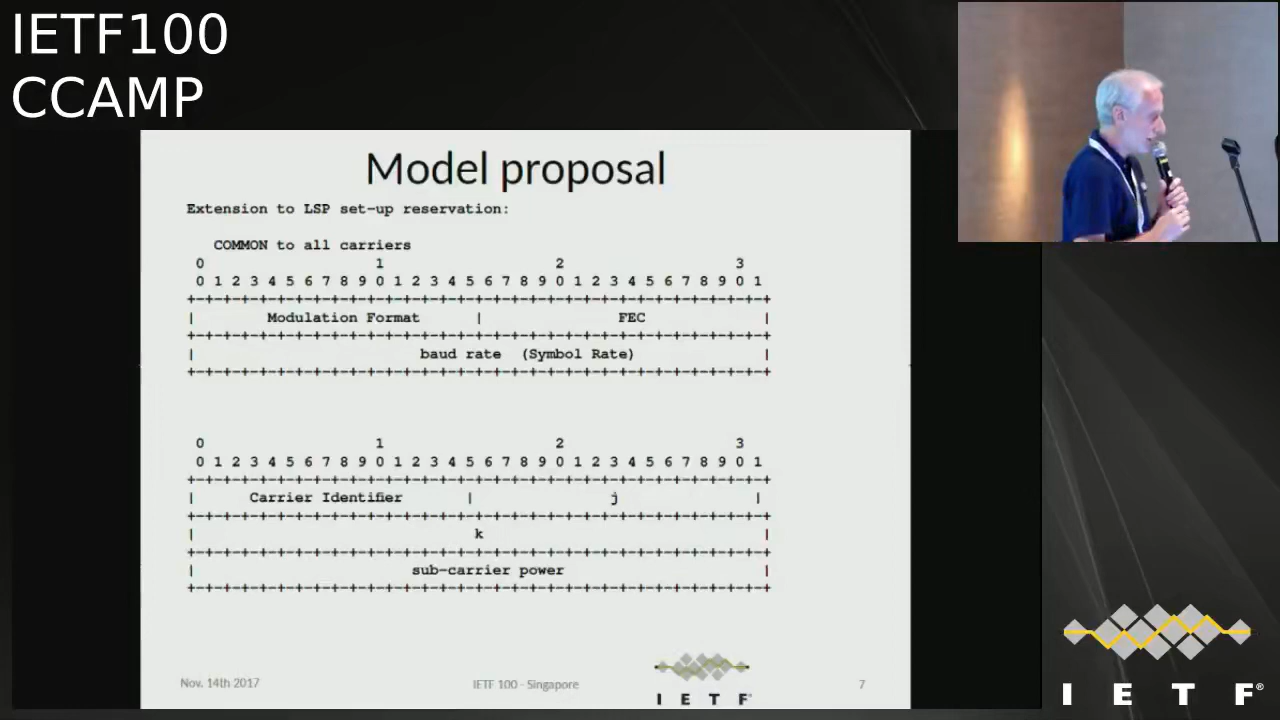 IETF100
CCAMP
Model proposal
Extension to LSP set-up reservation:
COMMON to all carriers
0 1 2 3
0 1 2 3 4 5 6 7 8 9 0 1 2 3 4 5 6 7 8 9 0 1 2 3 4 5 6 7 8 9 0 1
+-+-+-+-+-+-+-+-+-+-+-+-+-+-+-+-+-+-+-+-+-+-+-+-+-+-+-+-+-+-+-+-+
| Modulation Format | FEC |
+-+-+-+-+-+-+-+-+-+-+-+-+-+-+-+-+-+-+-+-+-+-+-+-+-+-+-+-+-+-+-+-+
| baud rate (Symbol Rate) |
+-+-+-+-+-+-+-+-+-+-+-+-+-+-+-+-+-+-+-+-+-+-+-+-+-+-+-+-+-+-+-+-+
0 1 2 3
0 1 2 3 4 5 6 7 8 9 0 1 2 3 4 5 6 7 8 9 0 1 2 3 4 5 6 7 8 9 0 1
+-+-+-+-+-+-+-+-+-+-+-+-+-+-+-+-+-+-+-+-+-+-+-+-+-+-+-+-+-+-+-+-+
| Carrier Identifier | j |
+-+-+-+-+-+-+-+-+-+-+-+-+-+-+-+-+-+-+-+-+-+-+-+-+-+-+-+-+-+-+-+-+
| k |
+-+-+-+-+-+-+-+-+-+-+-+-+-+-+-+-+-+-+-+-+-+-+-+-+-+-+-+-+-+-+-+-+
| sub-carrier power |
+-+-+-+-+-+-+-+-+-+-+-+-+-+-+-+-+-+-+-+-+-+-+-+-+-+-+-+-+-+-+-+-+
Nov. 14th 2017
IETF 100 - Singapore
I E T F
7
I E T F®